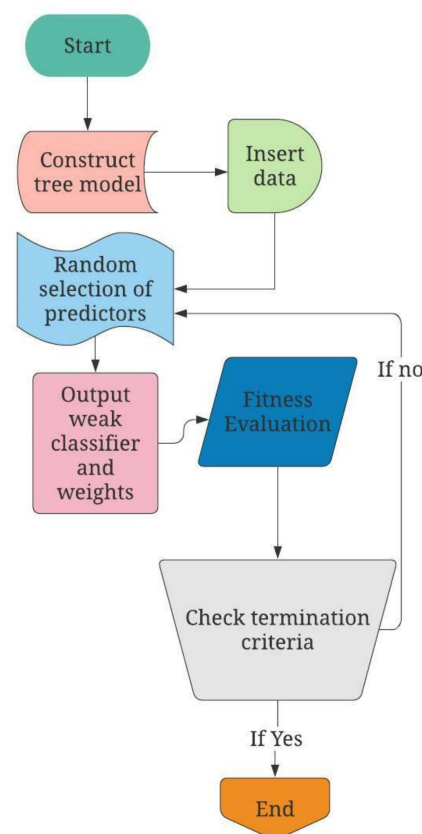 Start
Construct
tree model
Insert
data
Random
selection of
predictors
If no
Output
weak
classifier
and
weights
Fitness
Evaluation
Check termination
criteria
If Yes
End